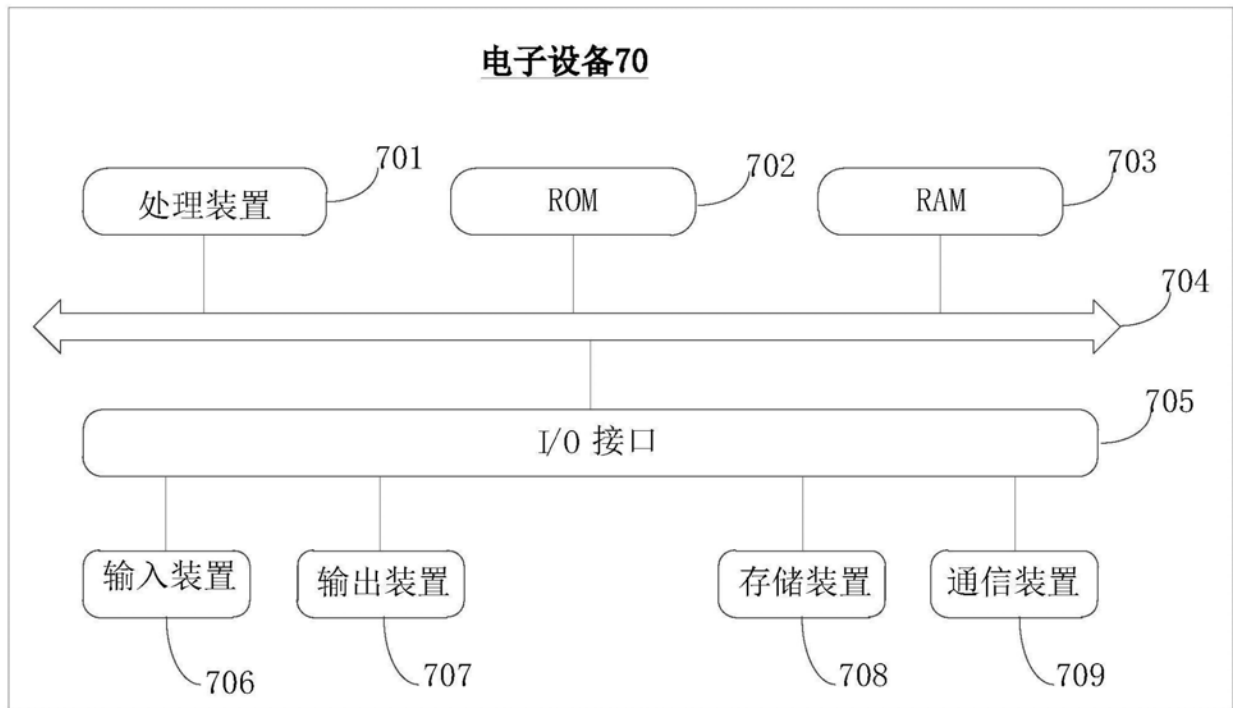 电子设备70
701
702
703
处理装置
ROM
RAM
704
705
I/O 接口
输入装置
输出装置
存储装置
通信装置
706
707
708
709